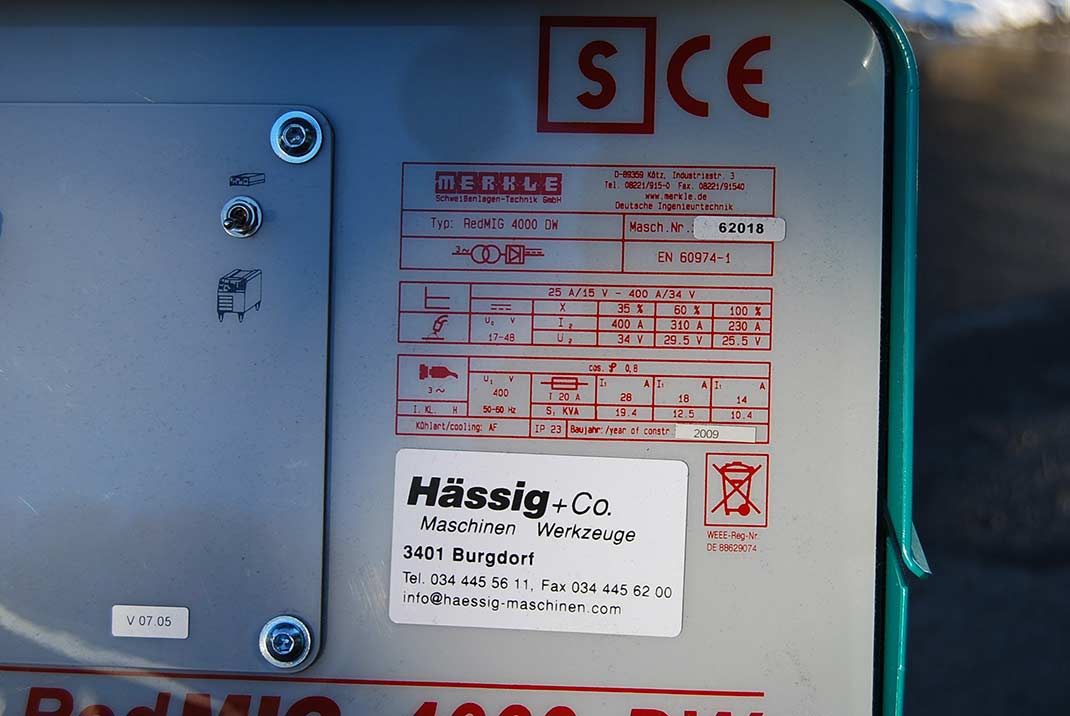 S CE
MERKLE
Schweißanlagen-Technik GmbH
D-89359 Kötz, Industriestr. 3
Tel. 08221/915-0 Fax. 08221/91540
www.merkle.de
Deutsche Ingenieurtechnik
Typ: RedMIG 4000 DW
Masch.Nr.: 62018
3~
EN 60974-1
25 A/15 V - 400 A/34 V
X 35 % 60 % 100 %
U₀ V
17-48
I₂ 400 A 310 A 230 A
U₂ 34 V 29.5 V 25.5 V
cos. φ 0,8
3~
U₁ V
400
50-60 Hz
T 20 A
I₁ A I₁ A I₁ A
28 18 14
I. KL. H
S₁ KVA 19.4 12.5 10.4
Kühlart/cooling: AF
IP 23
Baujahr:/year of constr. 2009
Hässig+Co.
Maschinen Werkzeuge
3401 Burgdorf
Tel. 034 445 56 11, Fax 034 445 62 00
info@haessig-maschinen.com
WEEE-Reg-Nr.
DE 88629074
V 07.05
RedMIG 4000 DW